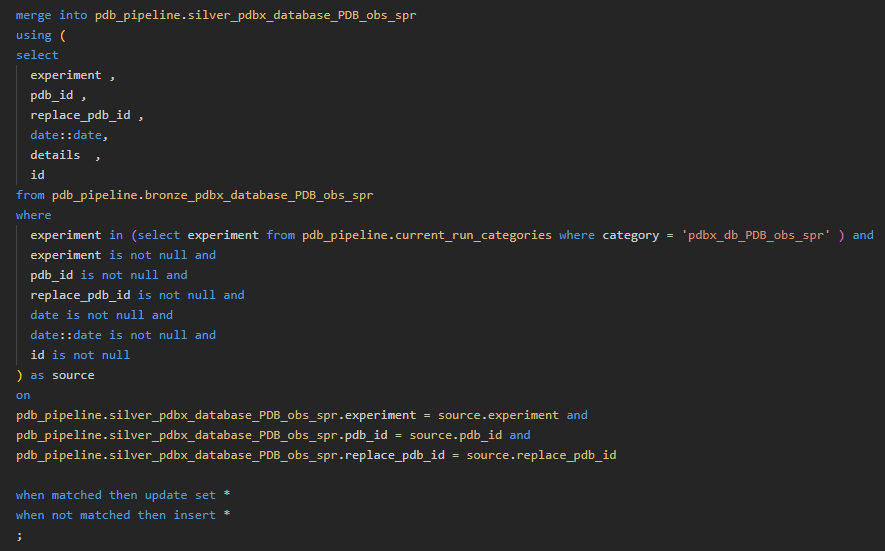 merge into pdb_pipeline.silver_pdbx_database_PDB_obs_spr
using (
select
experiment ,
pdb_id ,
replace_pdb_id ,
date::date,
details  ,
id
from pdb_pipeline.bronze_pdbx_database_PDB_obs_spr
where
experiment in (select experiment from pdb_pipeline.current_run_categories where category = 'pdbx_db_PDB_obs_spr' ) and
experiment is not null and
pdb_id is not null and
replace_pdb_id is not null and
date is not null and
date::date is not null and
id is not null
) as source
on
pdb_pipeline.silver_pdbx_database_PDB_obs_spr.experiment = source.experiment and
pdb_pipeline.silver_pdbx_database_PDB_obs_spr.pdb_id = source.pdb_id and
pdb_pipeline.silver_pdbx_database_PDB_obs_spr.replace_pdb_id = source.replace_pdb_id
when matched then update set *
when not matched then insert *
;